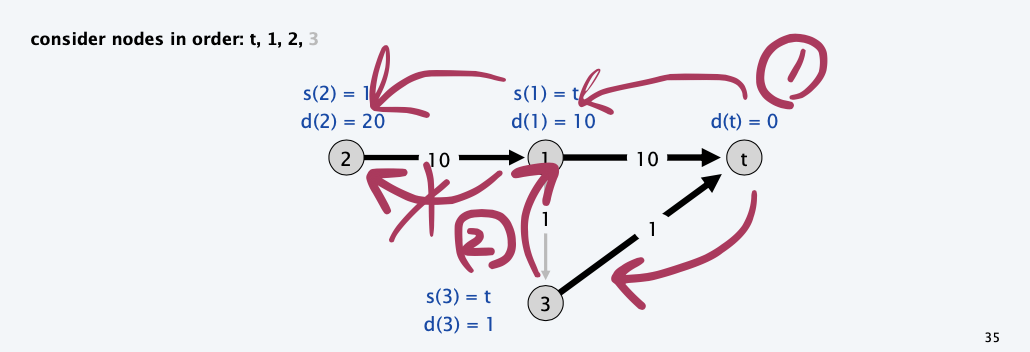 consider nodes in order: t, 1, 2, 3
1
s(2) = 1
s(1) = t
d(2) = 20
d(1) = 10
d(t) = 0
2
10
1
10
t
2
1
1
s(3) = t
3
d(3) = 1
35